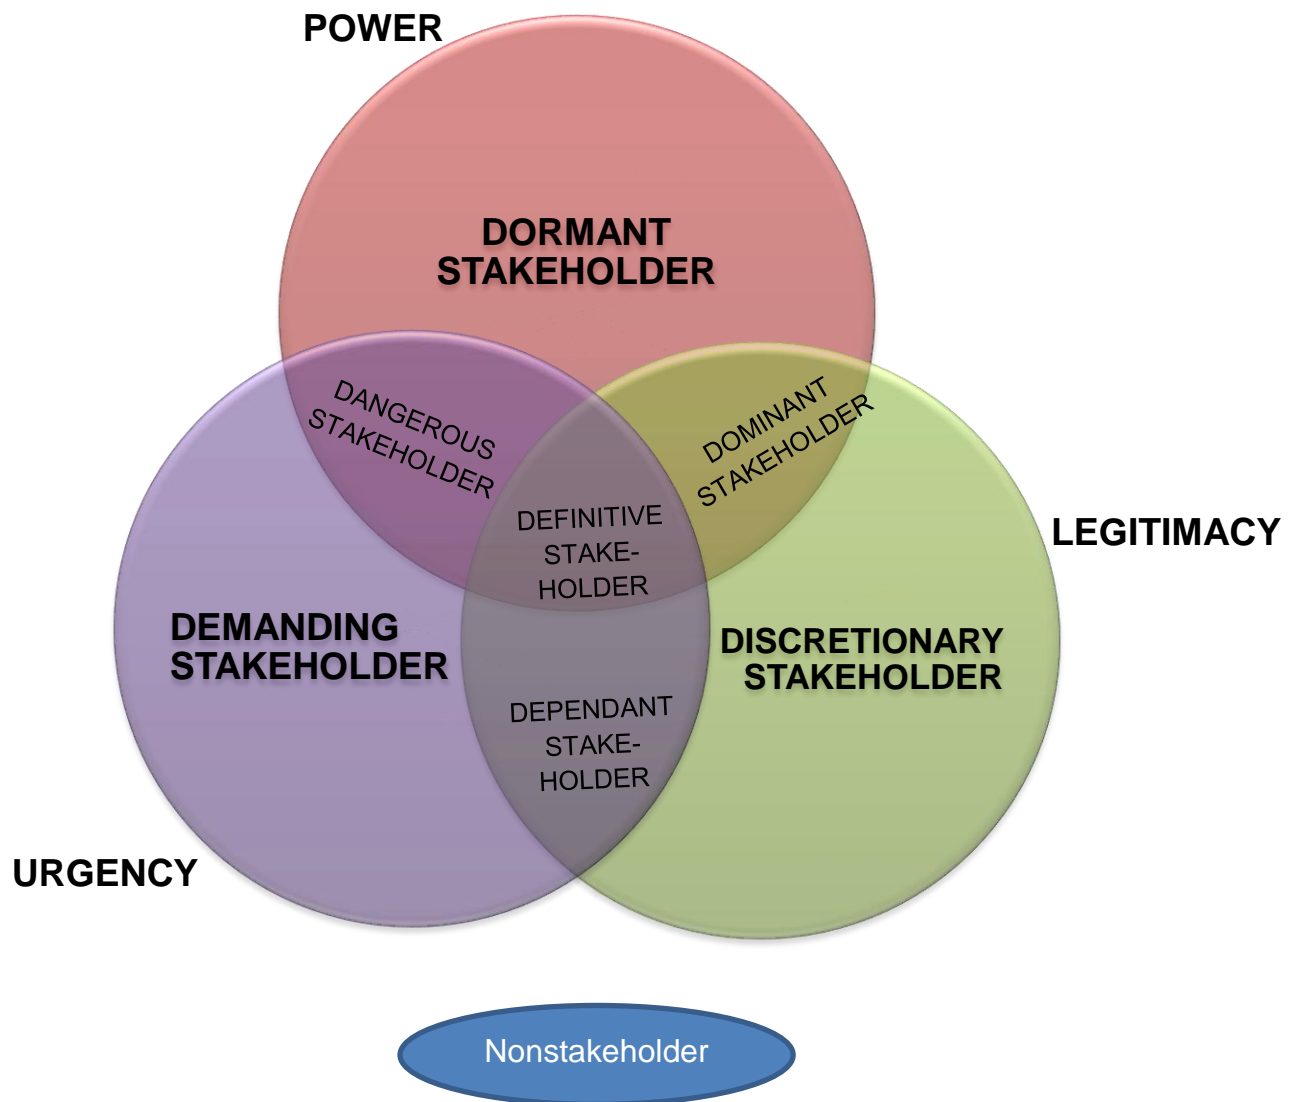 POWER
DORMANT
STAKEHOLDER
DANGEROUS
STAKEHOLDER
DOMINANT
STAKEHOLDER
DEFINITIVE
STAKE-
HOLDER
LEGITIMACY
DEMANDING
STAKEHOLDER
DISCRETIONARY
STAKEHOLDER
DEPENDANT
STAKE-
HOLDER
URGENCY
Nonstakeholder